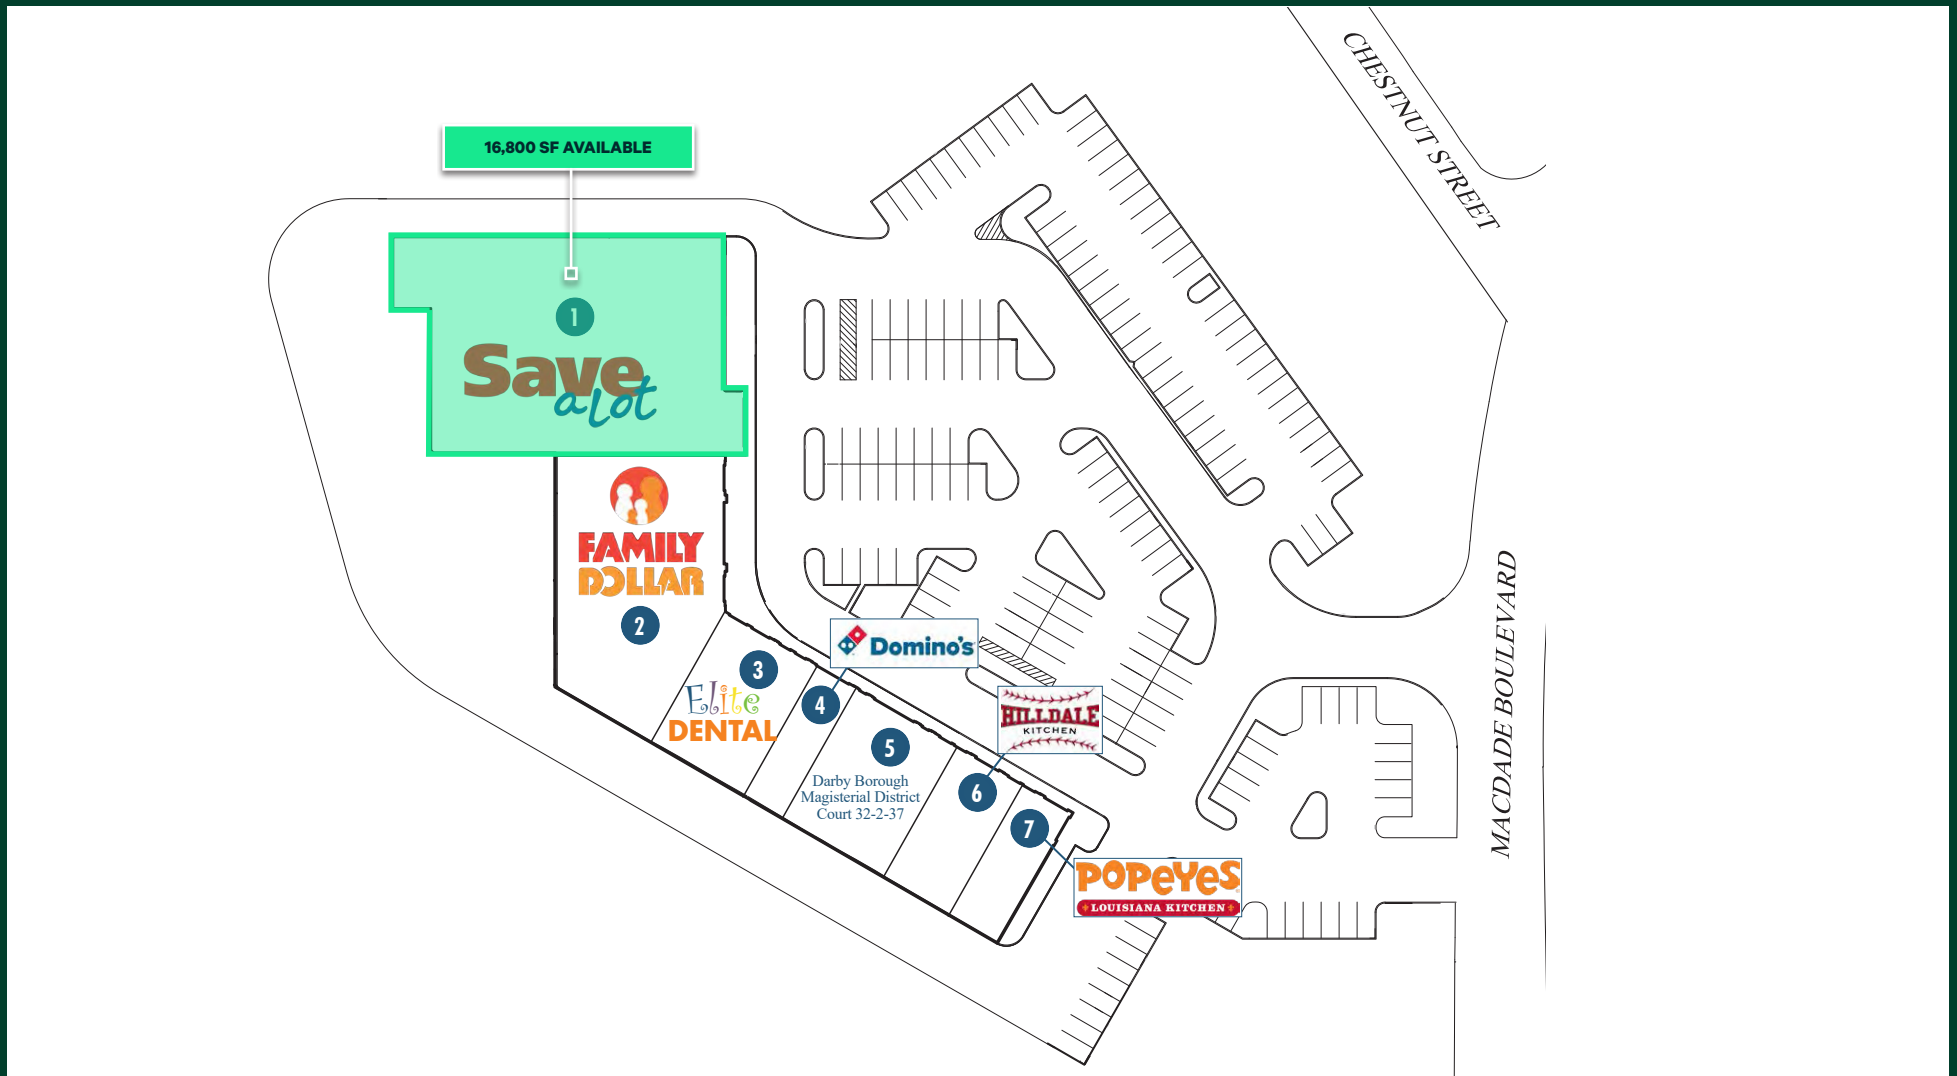 CHESTNUT STREET
16,800 SF AVAILABLE
1
Save
a lot
FAMILY
DOLLAR
2
Domino's
3
Elite
DENTAL
4
HILLDALE
KITCHEN
5
Darby Borough
Magisterial District
Court 32-2-37
6
7
POPEYES
LOUISIANA KITCHEN
MACDADE BOULEVARD